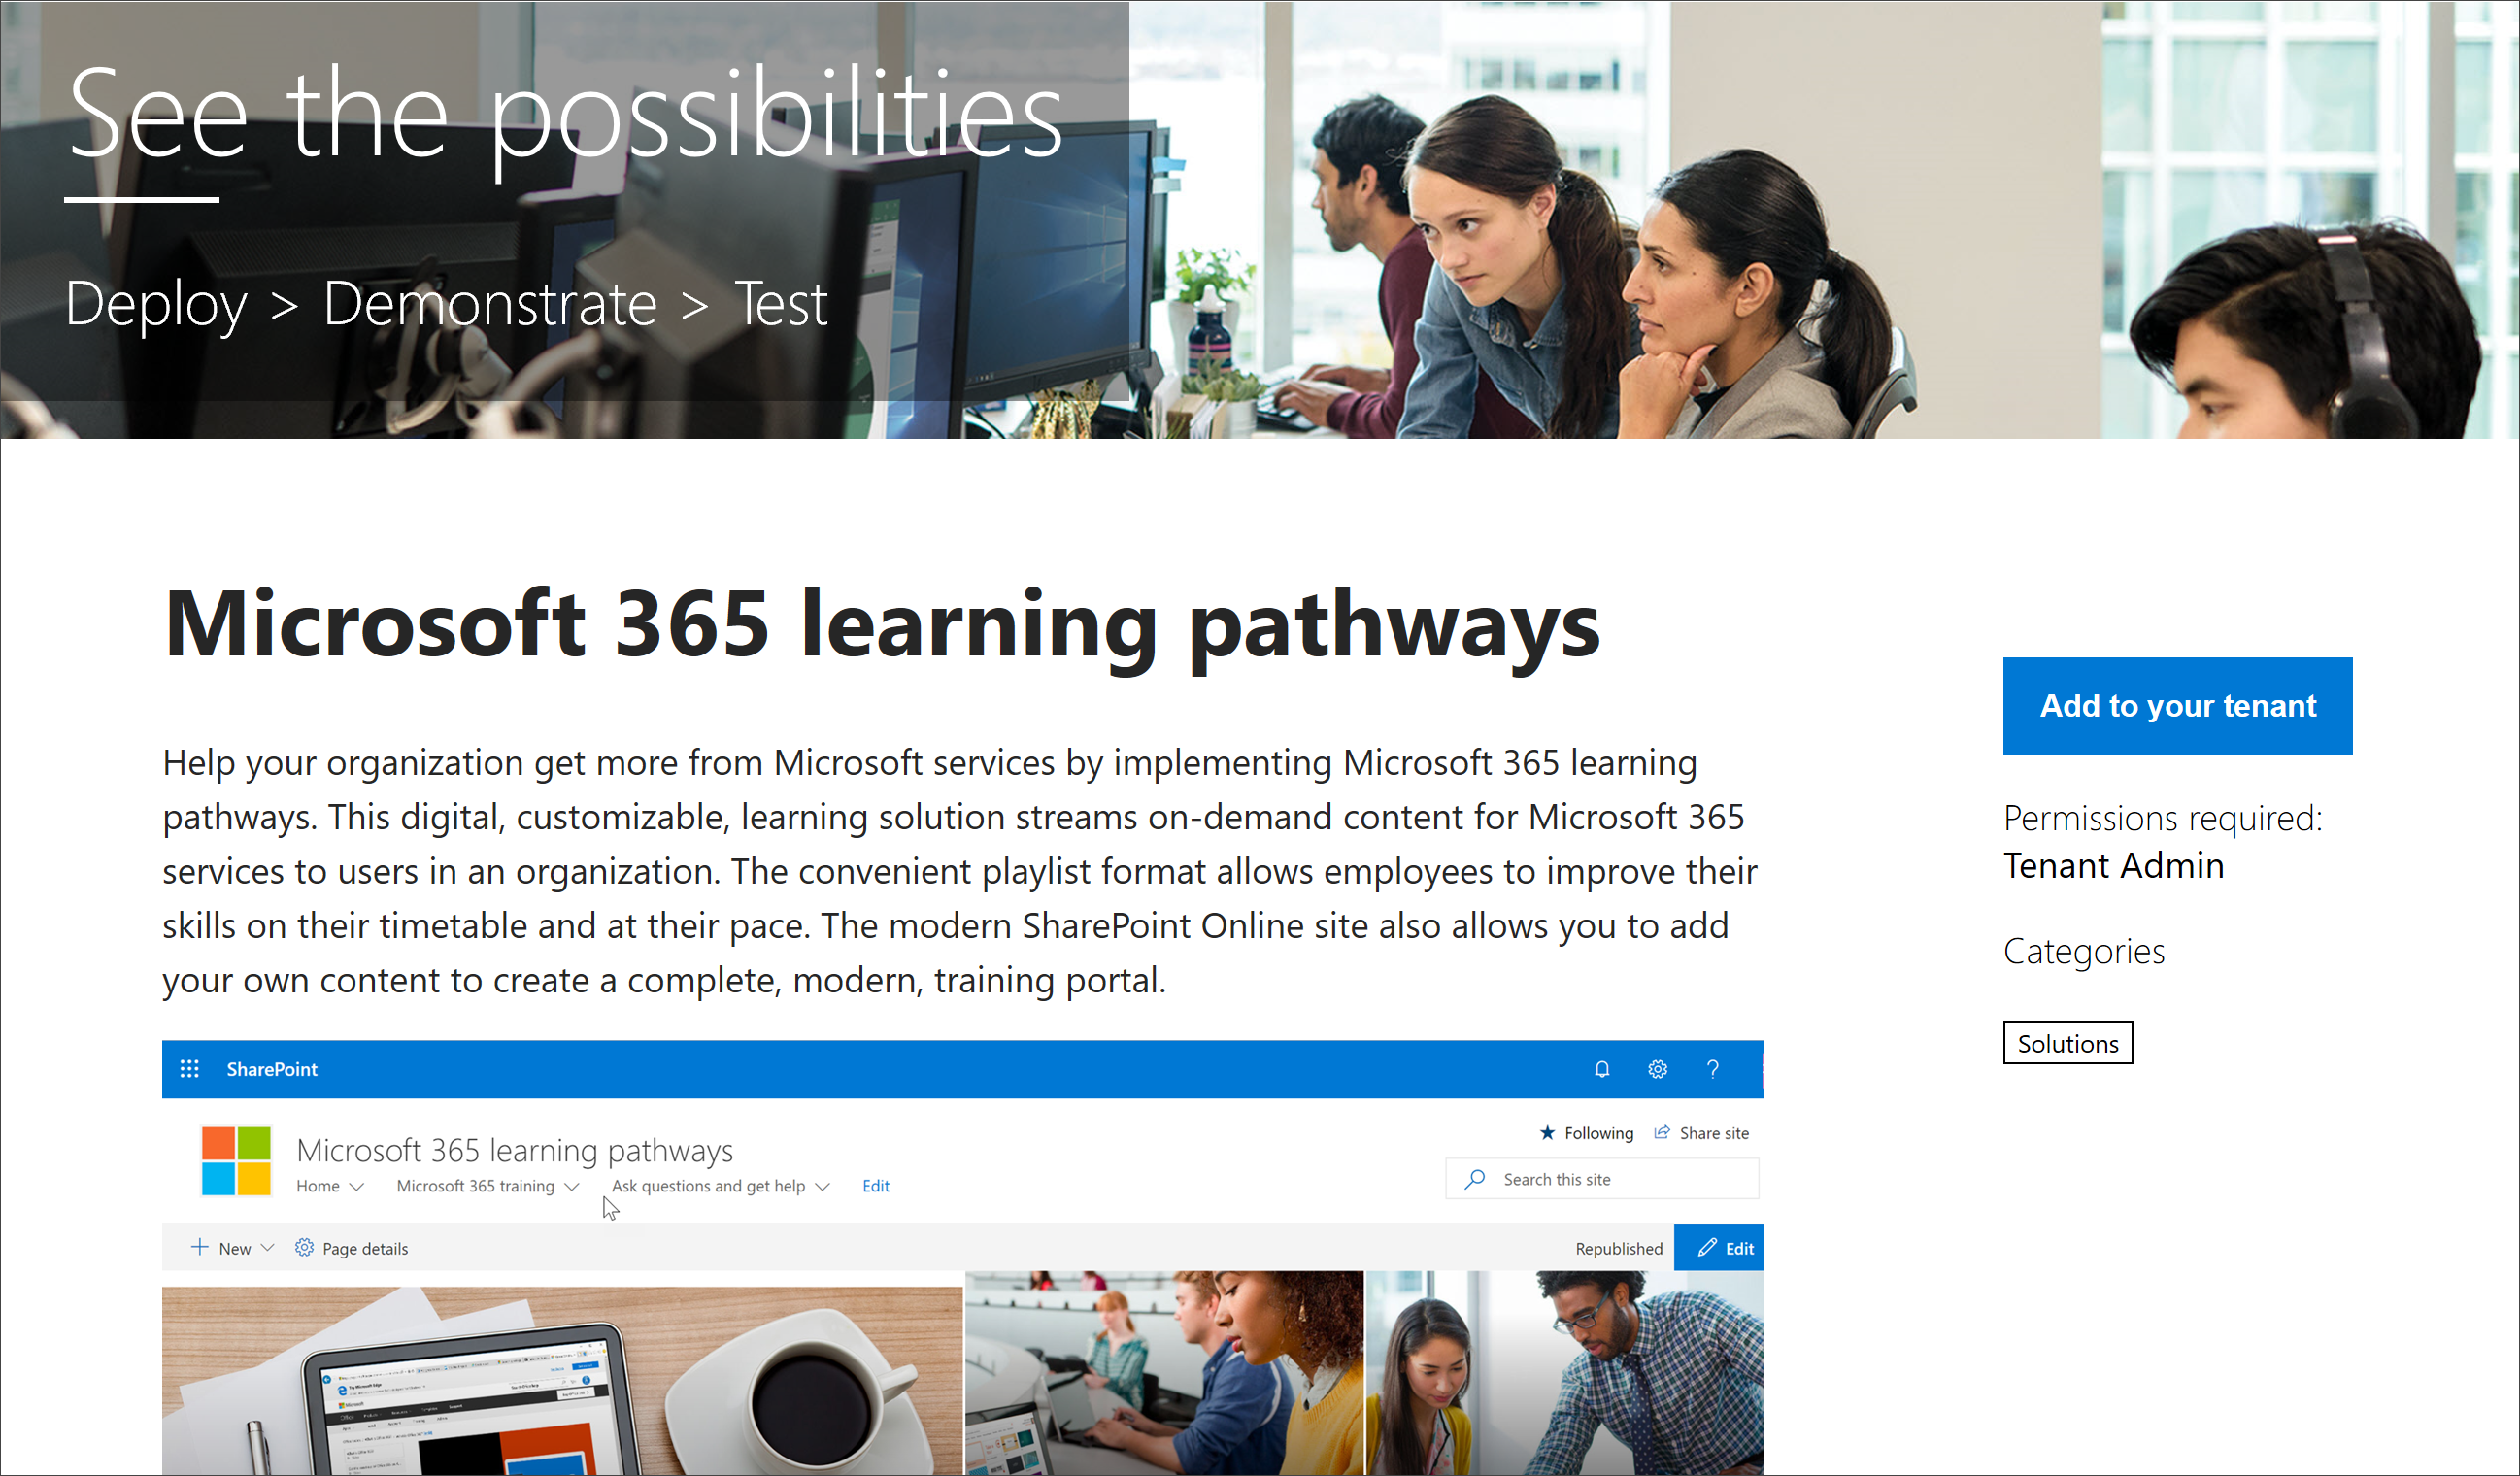 See the possibilities
Deploy > Demonstrate > Test
Microsoft 365 learning pathways
Add to your tenant
Help your organization get more from Microsoft services by implementing Microsoft 365 learning
pathways. This digital, customizable, learning solution streams on-demand content for Microsoft 365
services to users in an organization. The convenient playlist format allows employees to improve their
skills on their timetable and at their pace. The modern SharePoint Online site also allows you to add
your own content to create a complete, modern, training portal.
Permissions required:
Tenant Admin
Categories
Solutions
SharePoint
?
Microsoft 365 learning pathways
Following Share site
Home Microsoft 365 training Ask questions and get help Edit
Search this site
New Page details
Republished Edit